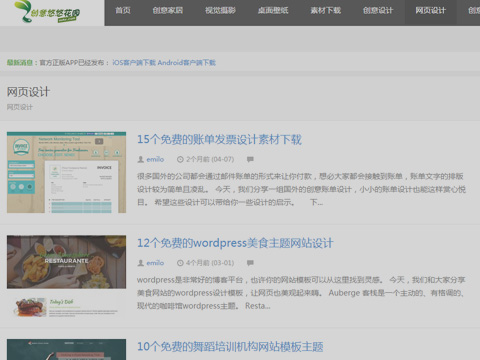 创意悠悠花园
首页 创意家居 视觉摄影 桌面壁纸 素材下载 创意设计 网页设计 创意
最新消息：官方正版APP已经发布： iOS客户端下载 Android客户端下载
网页设计
网页设计
15个免费的账单发票设计素材下载
emilo 2个月前 (04-07)
很多国外的公司都会通过邮件账单的形式来让你打款，想必大家都会接触到账单，账单文字的排版
设计较为简单且凌乱。 今天，我们分享一组国外的创意账单设计，小小的账单设计也能这样赏心悦
目。 希望这些设计可以带给你一些设计的启示。 下...
INVOICE
12个免费的wordpress美食主题网站设计
emilo 4个月前 (03-01)
wordpress是非常好的博客平台，也许你的网站模板可以从这里找到灵感。 今天，我们和大家分享
美食网站的wordpress设计模板，让网页也美观起来隅。 Auberge 客栈是一个主动的、有格调的、
现代的咖啡馆wordpress主题。 Resta...
RESTAURANTE
Today's Dish
10个免费的舞蹈培训机构网站模板主题